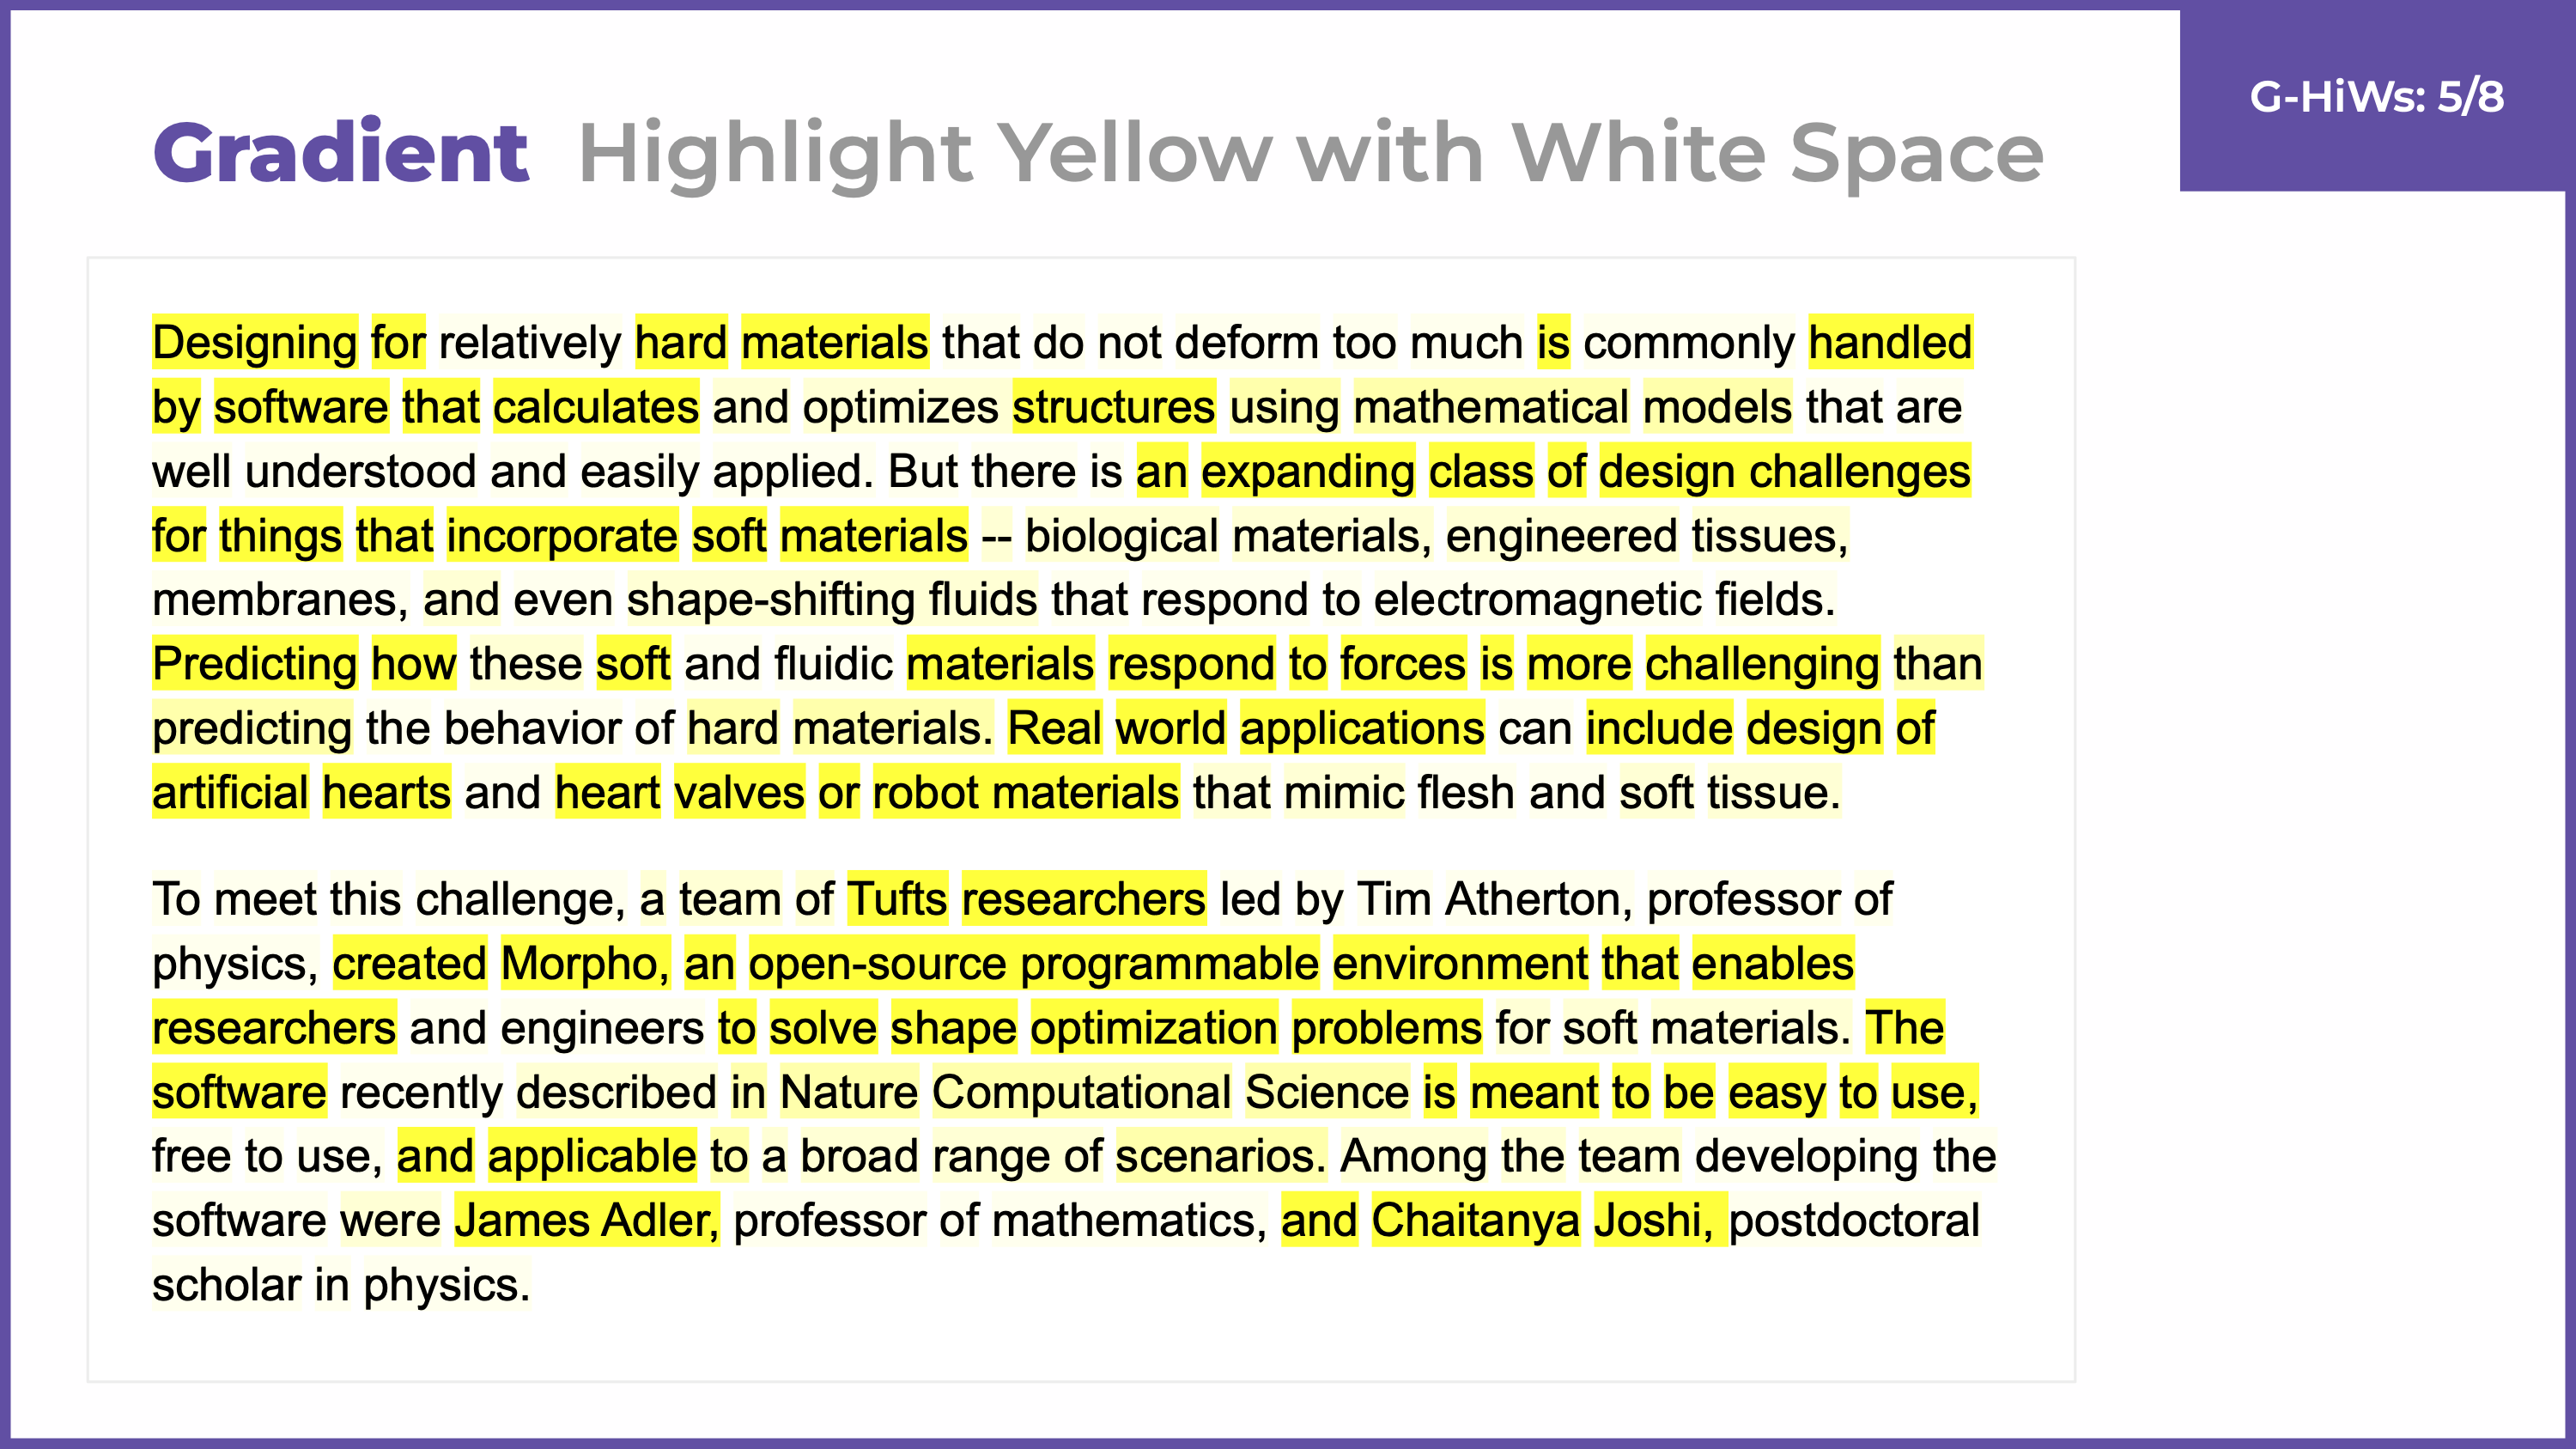 G-HiWs: 5/8
Gradient Highlight Yellow with White Space
Designing for relatively hard materials that do not deform too much is commonly handled
by software that calculates and optimizes structures using mathematical models that are
well understood and easily applied. But there is an expanding class of design challenges
for things that incorporate soft materials -- biological materials, engineered tissues,
membranes, and even shape-shifting fluids that respond to electromagnetic fields.
Predicting how these soft and fluidic materials respond to forces is more challenging than
predicting the behavior of hard materials. Real world applications can include design of
artificial hearts and heart valves or robot materials that mimic flesh and soft tissue.
To meet this challenge, a team of Tufts researchers led by Tim Atherton, professor of
physics, created Morpho, an open-source programmable environment that enables
researchers and engineers to solve shape optimization problems for soft materials. The
software recently described in Nature Computational Science is meant to be easy to use,
free to use, and applicable to a broad range of scenarios. Among the team developing the
software were James Adler, professor of mathematics, and Chaitanya Joshi, postdoctoral
scholar in physics.